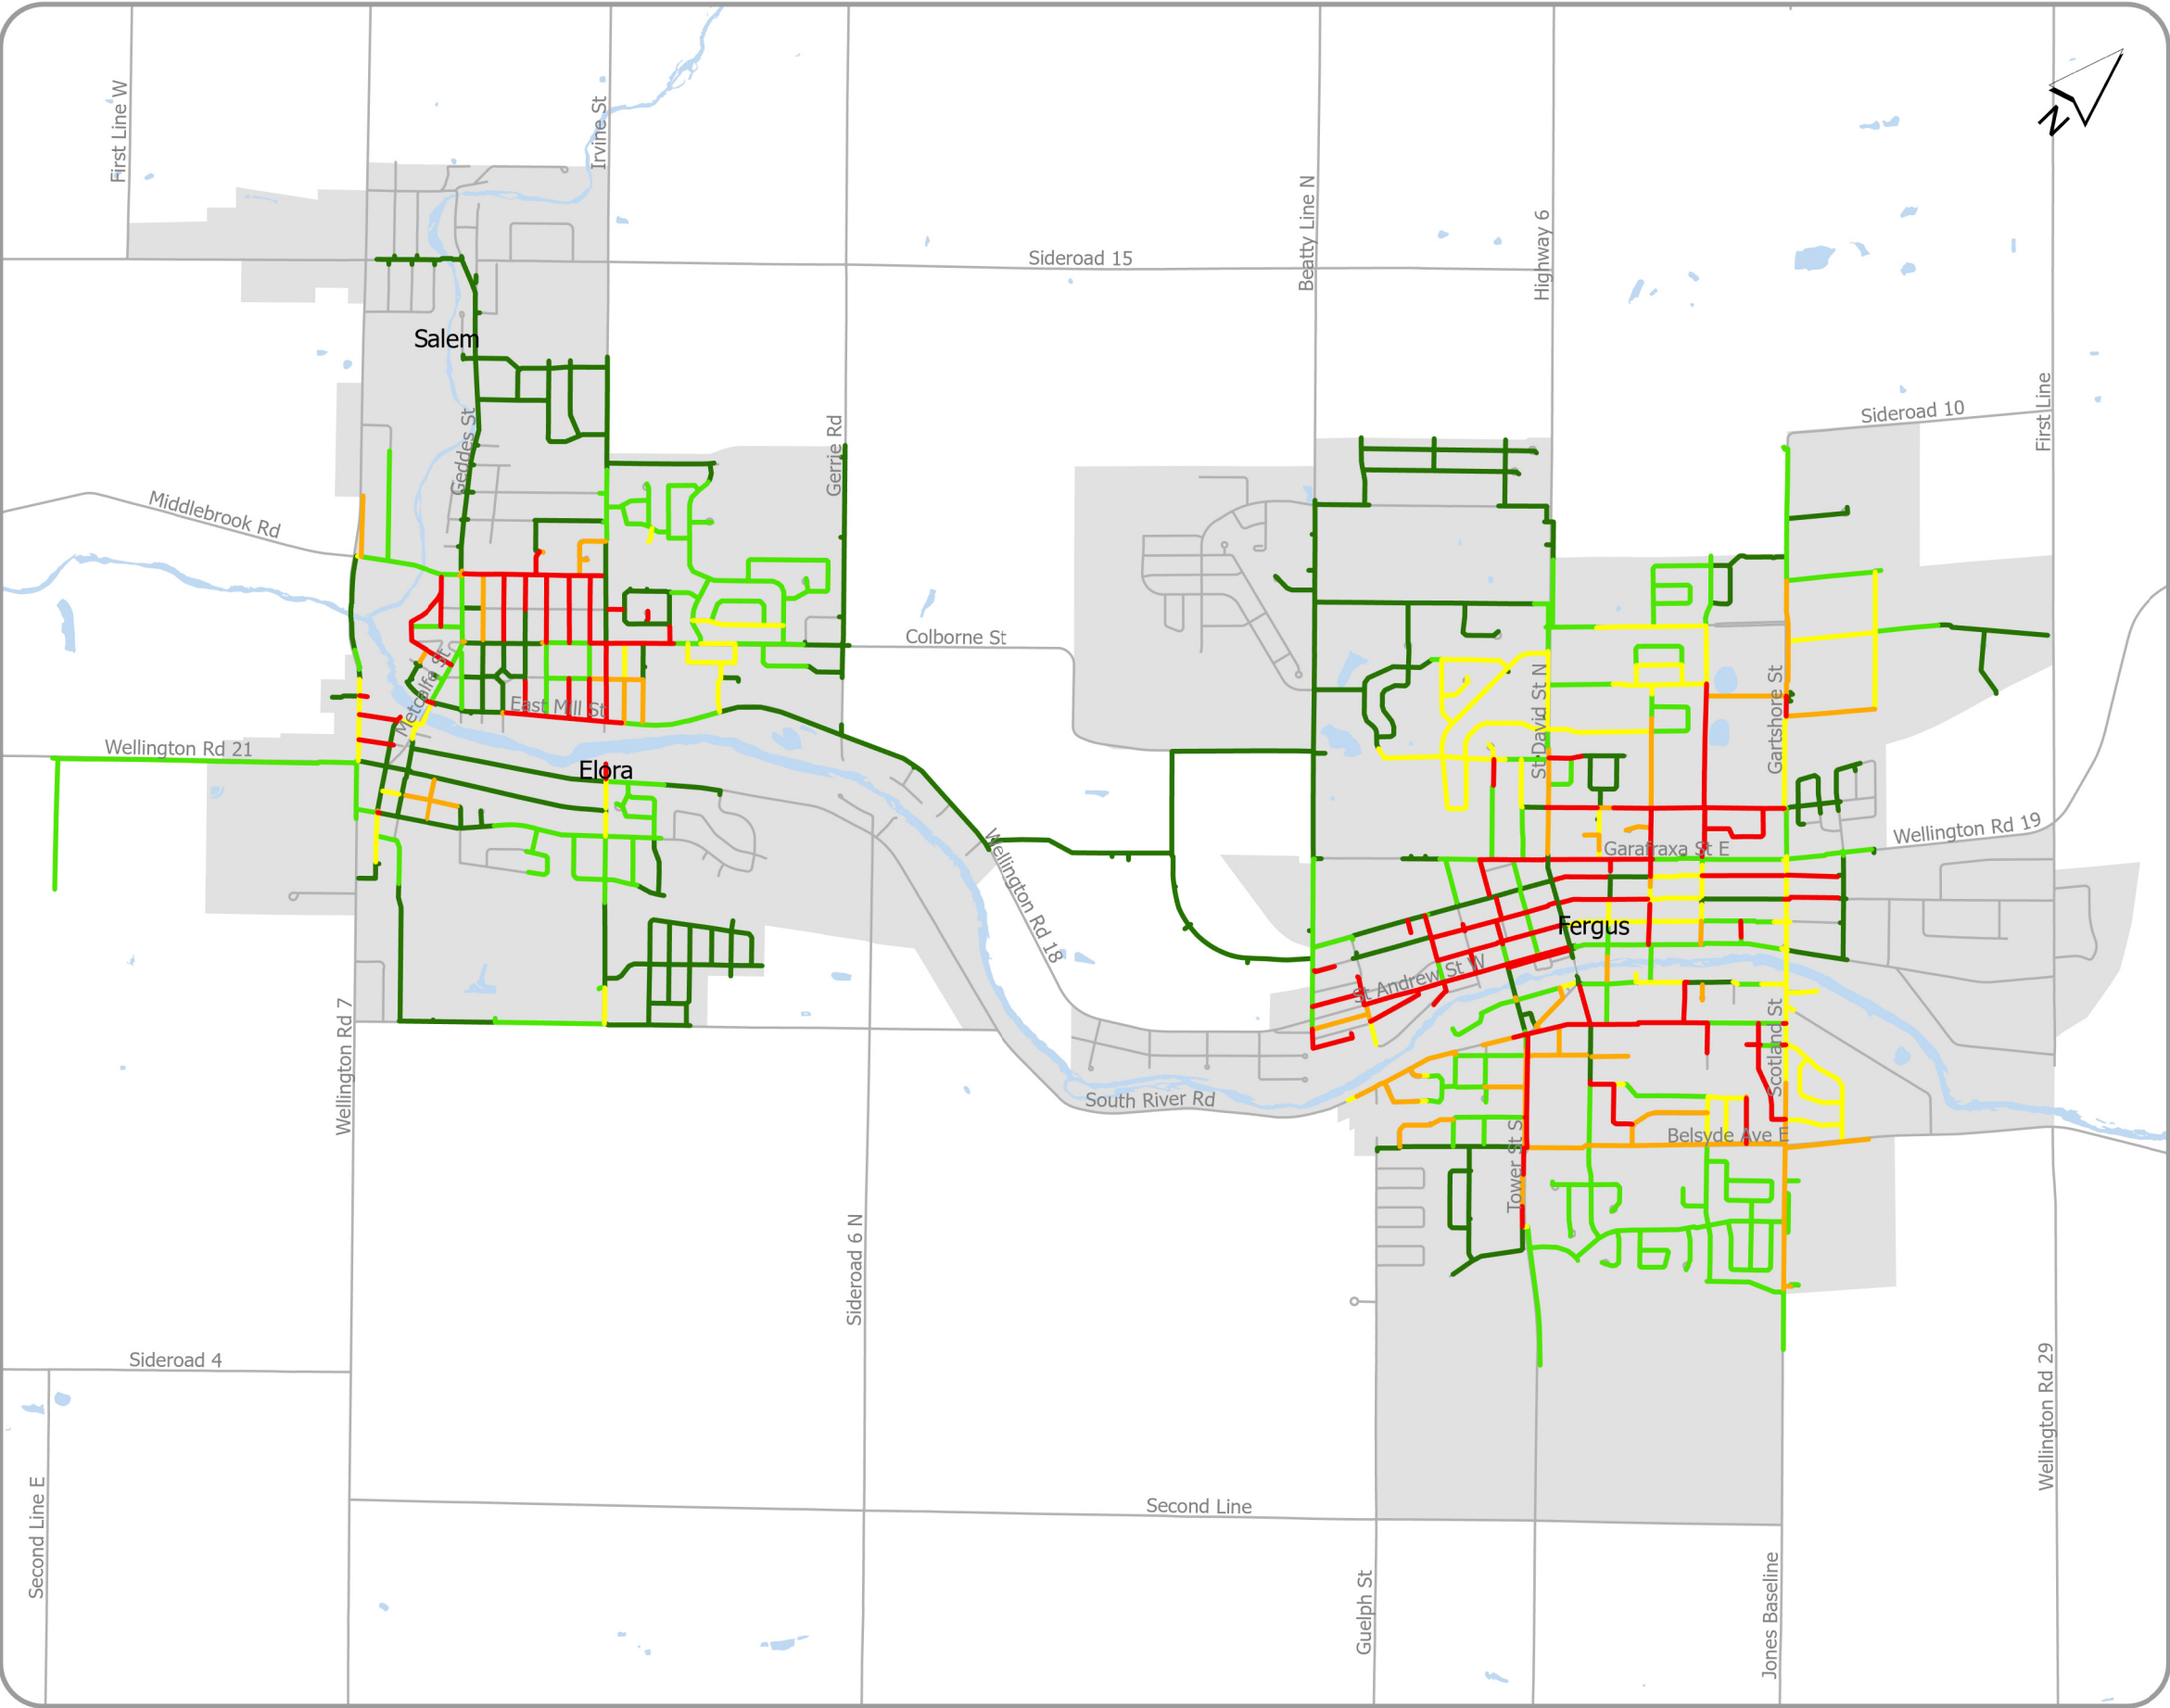 First Line W
Irvine St
N
Beatty Line N
Highway 6
Sideroad 15
Salem
First Line
Sideroad 10
Geddes St
Gerrie Rd
Middlebrook Rd
Colborne St
Metcalfe St
East Mill St
St David St N
Gartshore St
Wellington Rd 21
Elora
Wellington Rd 18
Wellington Rd 19
Garafraxa St E
Fergus
St Andrew St W
Wellington Rd 7
Scotland St
South River Rd
Tower St S
Belsyde Ave E
Sideroad 6 N
Sideroad 4
Wellington Rd 29
Second Line E
Second Line
Guelph St
Jones Baseline